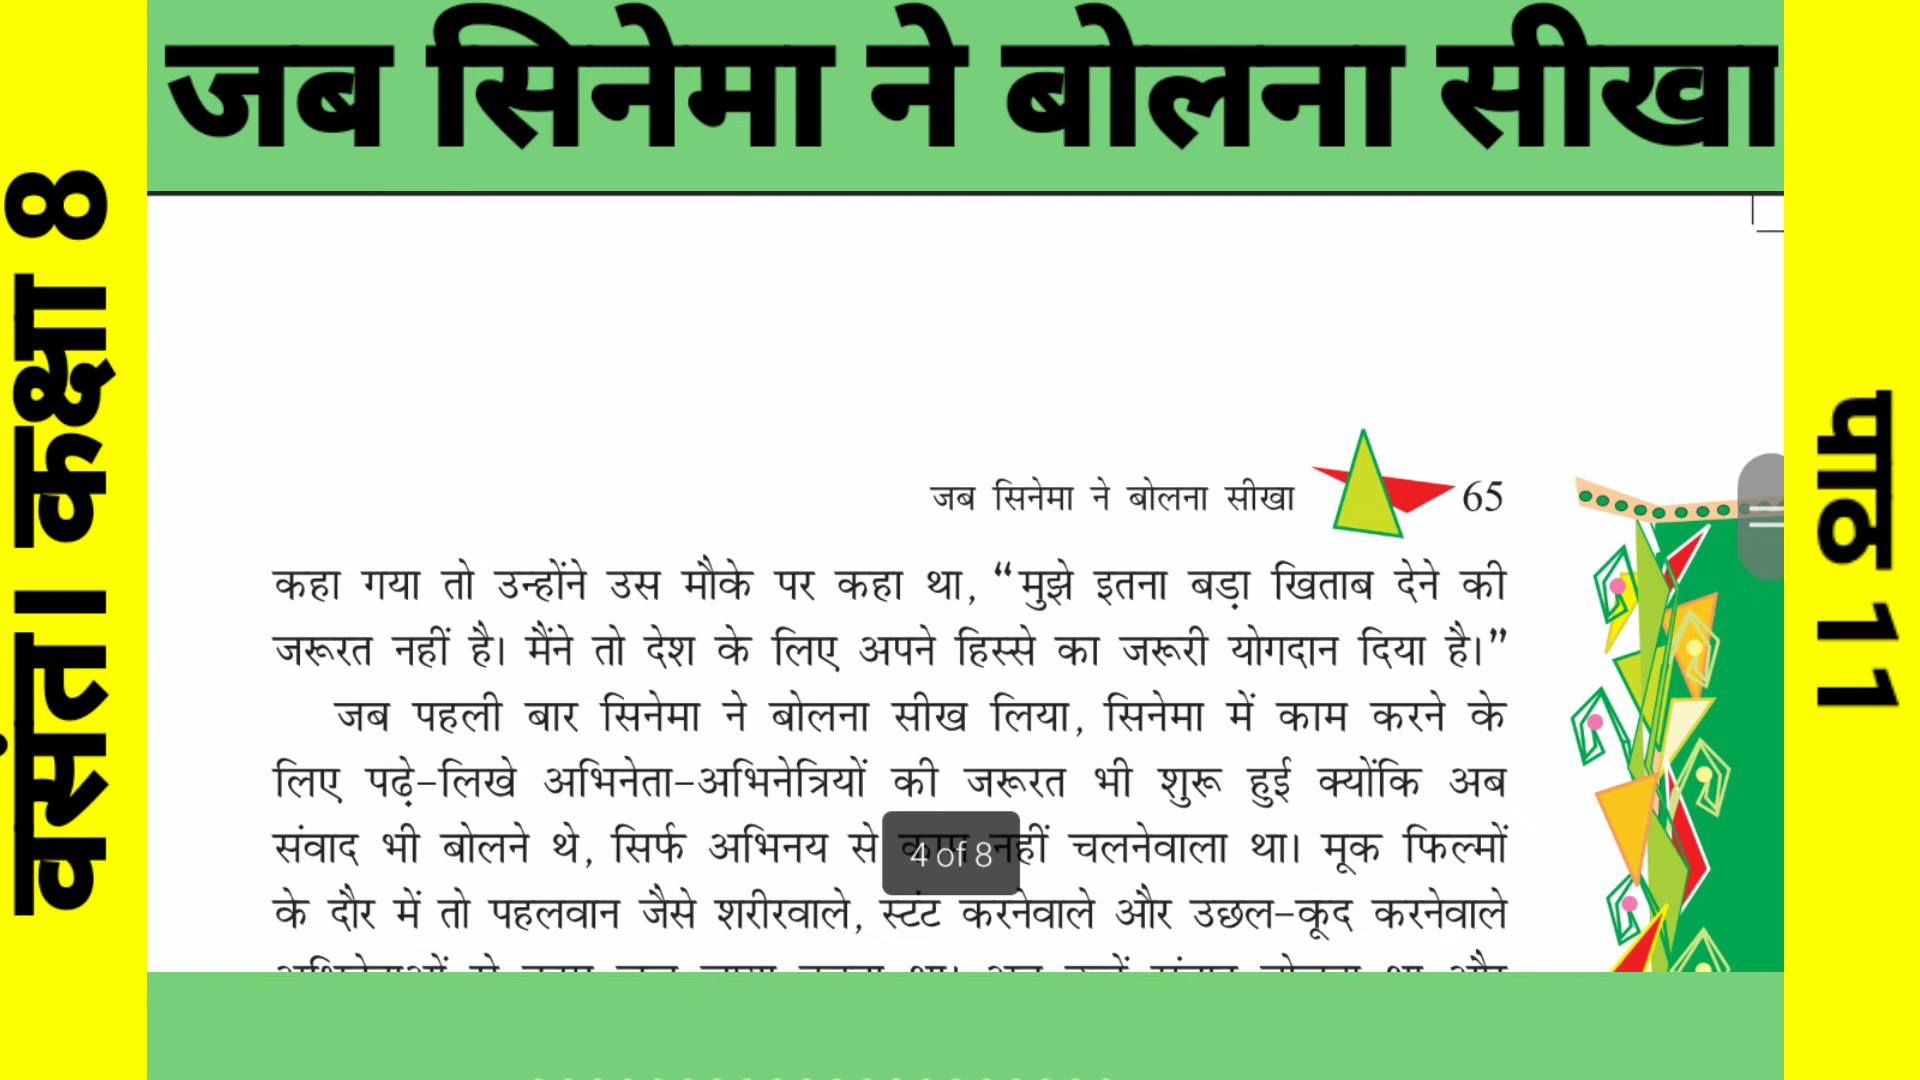 जब सिनेमा ने बोलना सीखा
वसंत। कक्षा 8
पाठ 11
जब सिनेमा ने बोलना सीखा 65
कहा गया तो उन्होंने उस मौके पर कहा था, “मुझे इतना बड़ा खिताब देने की
जरूरत नहीं है। मैंने तो देश के लिए अपने हिस्से का जरूरी योगदान दिया है।”
जब पहली बार सिनेमा ने बोलना सीख लिया, सिनेमा में काम करने के
लिए पढ़े-लिखे अभिनेता-अभिनेत्रियों की जरूरत भी शुरू हुई क्योंकि अब
संवाद भी बोलने थे, सिर्फ अभिनय से काम नहीं चलनेवाला था। मूक फिल्मों
4 of 8
के दौर में तो पहलवान जैसे शरीरवाले, स्टंट करनेवाले और उछल-कूद करनेवाले